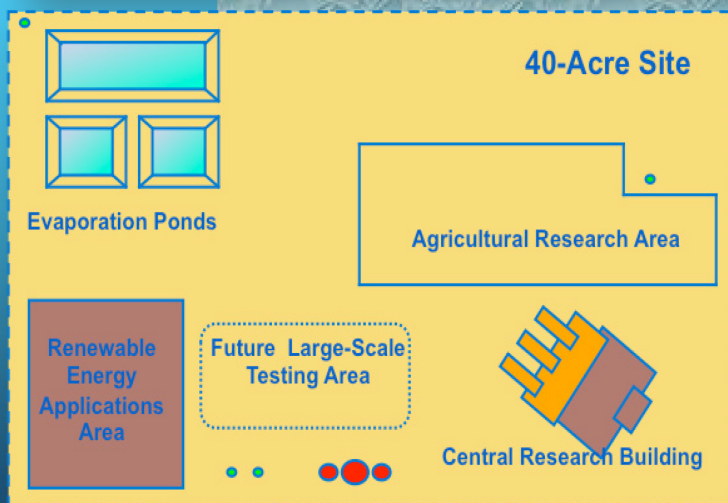 40-Acre Site
Evaporation Ponds
Agricultural Research Area
Renewable
Energy
Applications
Area
Future Large-Scale
Testing Area
Central Research Building